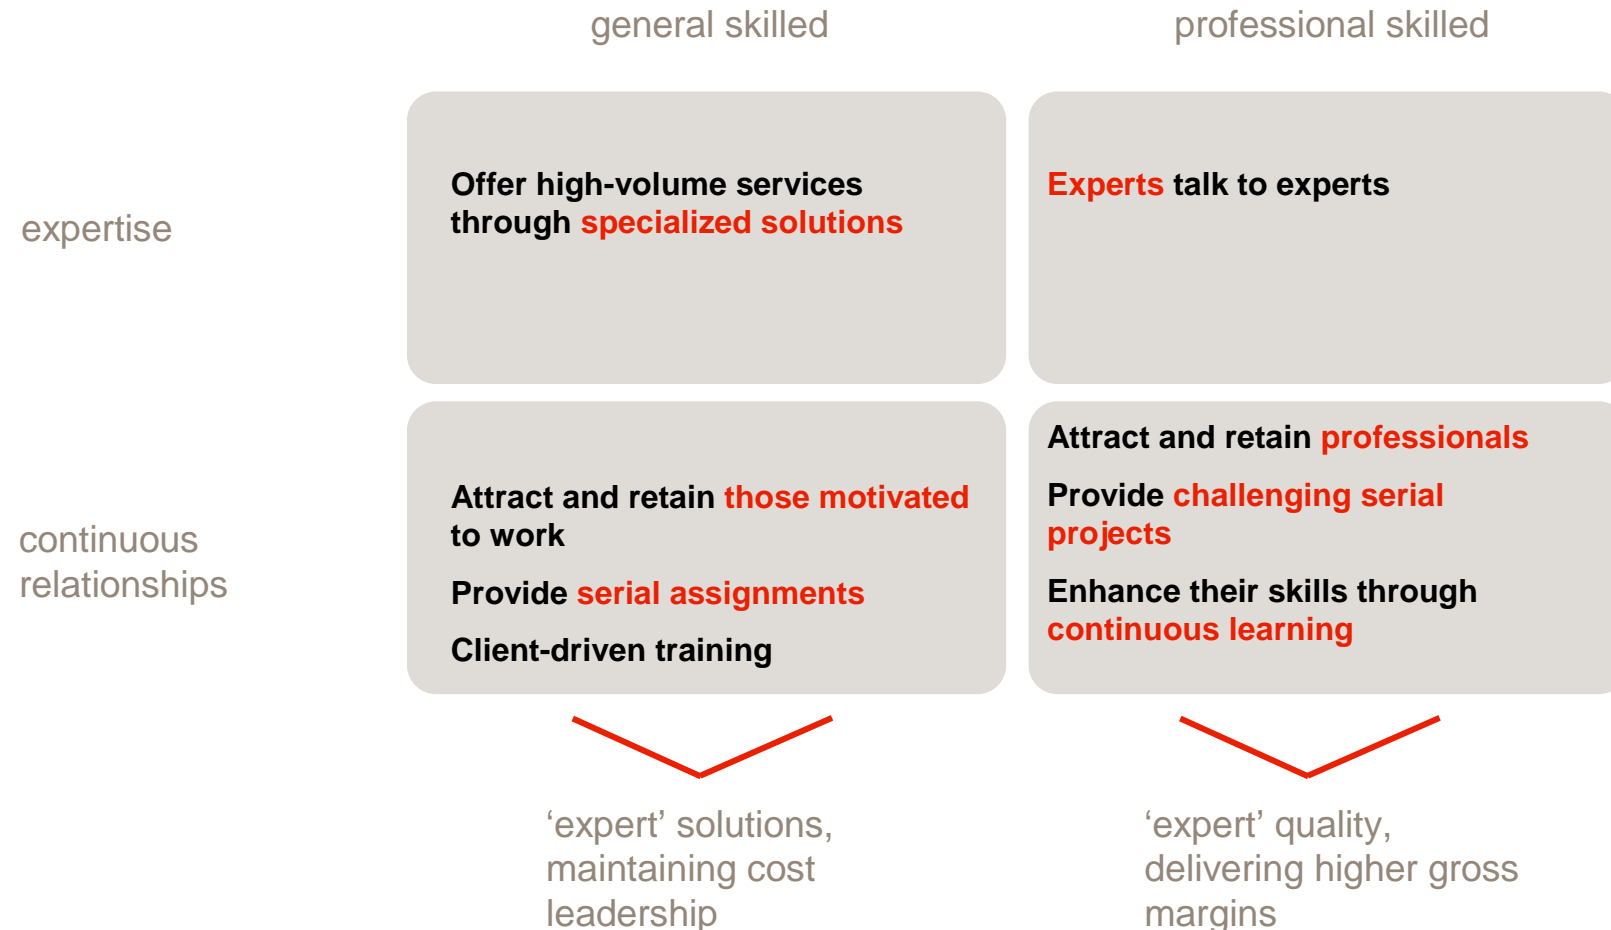 general skilled
professional skilled
expertise
Offer high-volume services
through specialized solutions
Experts talk to experts
continuous
relationships
Attract and retain those motivated
to work
Provide serial assignments
Client-driven training
Attract and retain professionals
Provide challenging serial
projects
Enhance their skills through
continuous learning
‘expert’ solutions,
maintaining cost
leadership
‘expert’ quality,
delivering higher gross
margins